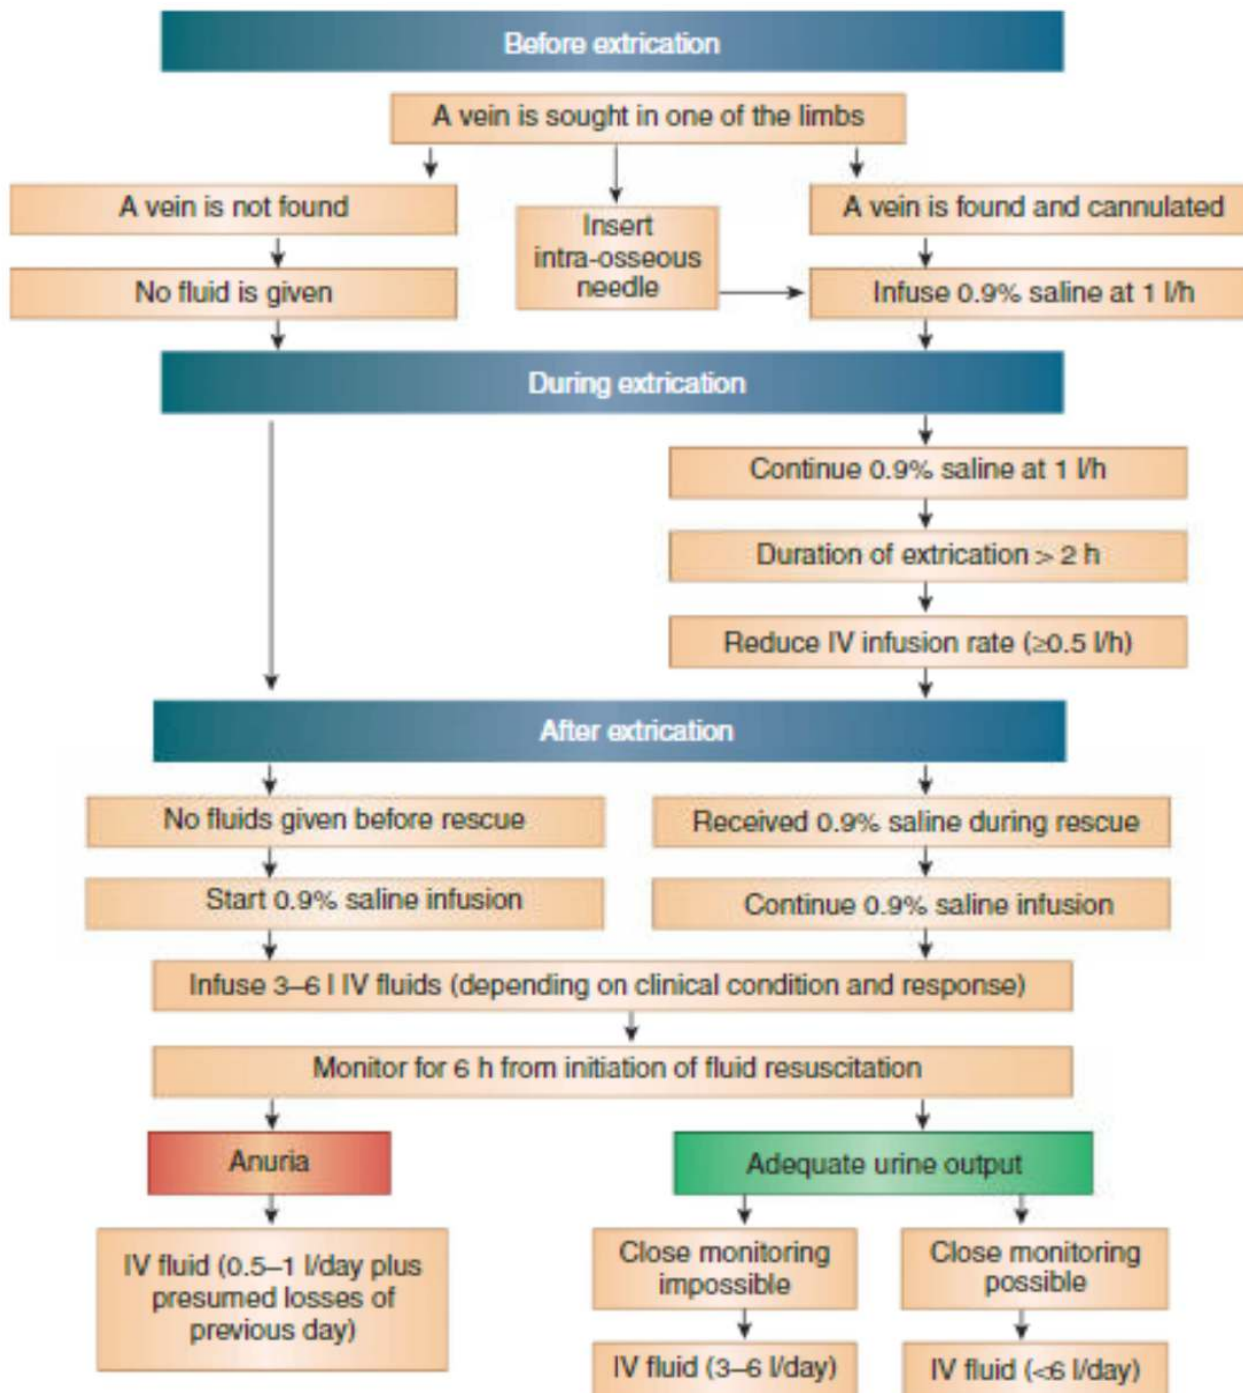 Before extrication
A vein is sought in one of the limbs
A vein is not found
Insert
intra-osseous
needle
A vein is found and cannulated
No fluid is given
Infuse 0.9% saline at 1 l/h
During extrication
Continue 0.9% saline at 1 l/h
Duration of extrication > 2 h
Reduce IV infusion rate (≥0.5 l/h)
After extrication
No fluids given before rescue
Received 0.9% saline during rescue
Start 0.9% saline infusion
Continue 0.9% saline infusion
Infuse 3–6 l IV fluids (depending on clinical condition and response)
Monitor for 6 h from initiation of fluid resuscitation
Anuria
Adequate urine output
IV fluid (0.5–1 l/day plus
presumed losses of
previous day)
Close monitoring
impossible
Close monitoring
possible
IV fluid (3–6 l/day)
IV fluid (<6 l/day)